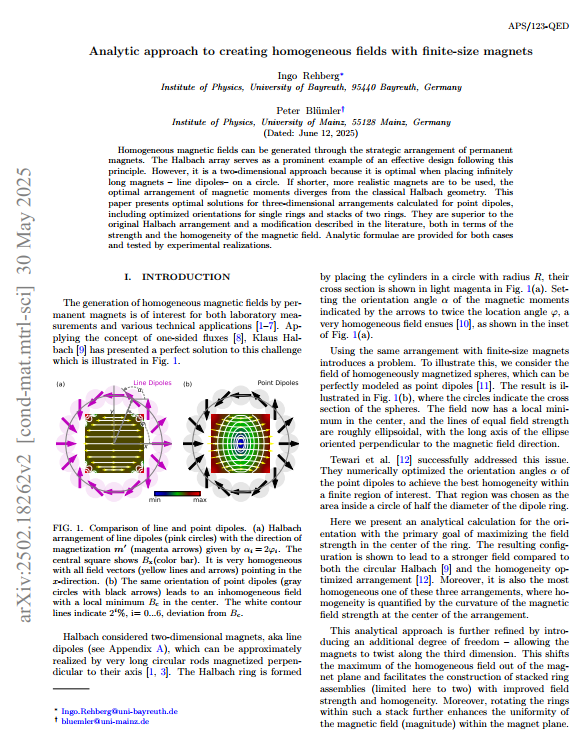 APS/123-QED
Analytic approach to creating homogeneous fields with finite-size magnets
Ingo Rehberg*
Institute of Physics, University of Bayreuth, 95440 Bayreuth, Germany
Peter Blümler†
Institute of Physics, University of Mainz, 55128 Mainz, Germany
(Dated: June 12, 2025)
Homogeneous magnetic fields can be generated through the strategic arrangement of permanent
magnets. The Halbach array serves as a prominent example of an effective design following this
principle. However, it is a two-dimensional approach because it is optimal when placing infinitely
long magnets – line dipoles– on a circle. If shorter, more realistic magnets are to be used, the
optimal arrangement of magnetic moments diverges from the classical Halbach geometry. This
paper presents optimal solutions for three-dimensional arrangements calculated for point dipoles,
including optimized orientations for single rings and stacks of two rings. They are superior to the
original Halbach arrangement and a modification described in the literature, both in terms of the
strength and the homogeneity of the magnetic field. Analytic formulae are provided for both cases
and tested by experimental realizations.
arXiv:2502.18262v2 [cond-mat.mtrl-sci] 30 May 2025
I. INTRODUCTION
The generation of homogeneous magnetic fields by per-
manent magnets is of interest for both laboratory mea-
surements and various technical applications [1–7]. Ap-
plying the concept of one-sided fluxes [8], Klaus Hal-
bach [9] has presented a perfect solution to this challenge
which is illustrated in Fig. 1.
(a) Line Dipoles (b) Point Dipoles
min max
FIG. 1. Comparison of line and point dipoles. (a) Halbach
arrangement of line dipoles (pink circles) with the direction of
magnetization m′ (magenta arrows) given by αᵢ = 2φᵢ. The
central square shows Bₓ(color bar). It is very homogeneous
with all field vectors (yellow lines and arrows) pointing in the
x-direction. (b) The same orientation of point dipoles (gray
circles with black arrows) leads to an inhomogeneous field
with a local minimum B_c in the center. The white contour
lines indicate 2ⁱ%, i= 0...6, deviation from B_c.
Halbach considered two-dimensional magnets, aka line
dipoles (see Appendix A), which can be approximately
realized by very long circular rods magnetized perpen-
dicular to their axis [1, 3]. The Halbach ring is formed
* Ingo.Rehberg@uni-bayreuth.de
† bluemler@uni-mainz.de
by placing the cylinders in a circle with radius R, their
cross section is shown in light magenta in Fig. 1(a). Set-
ting the orientation angle α of the magnetic moments
indicated by the arrows to twice the location angle φ, a
very homogeneous field ensues [10], as shown in the inset
of Fig. 1(a).
Using the same arrangement with finite-size magnets
introduces a problem. To illustrate this, we consider the
field of homogeneously magnetized spheres, which can be
perfectly modeled as point dipoles [11]. The result is il-
lustrated in Fig. 1(b), where the circles indicate the cross
section of the spheres. The field now has a local mini-
mum in the center, and the lines of equal field strength
are roughly ellipsoidal, with the long axis of the ellipse
oriented perpendicular to the magnetic field direction.
Tewari et al. [12] successfully addressed this issue.
They numerically optimized the orientation angles α of
the point dipoles to achieve the best homogeneity within
a finite region of interest. That region was chosen as the
area inside a circle of half the diameter of the dipole ring.
Here we present an analytical calculation for the ori-
entation with the primary goal of maximizing the field
strength in the center of the ring. The resulting config-
uration is shown to lead to a stronger field compared to
both the circular Halbach [9] and the homogeneity op-
timized arrangement [12]. Moreover, it is also the most
homogeneous one of these three arrangements, where ho-
mogeneity is quantified by the curvature of the magnetic
field strength at the center of the arrangement.
This analytical approach is further refined by intro-
ducing an additional degree of freedom – allowing the
magnets to twist along the third dimension. This shifts
the maximum of the homogeneous field out of the mag-
net plane and facilitates the construction of stacked ring
assemblies (limited here to two) with improved field
strength and homogeneity. Moreover, rotating the rings
within such a stack further enhances the uniformity of
the magnetic field (magnitude) within the magnet plane.